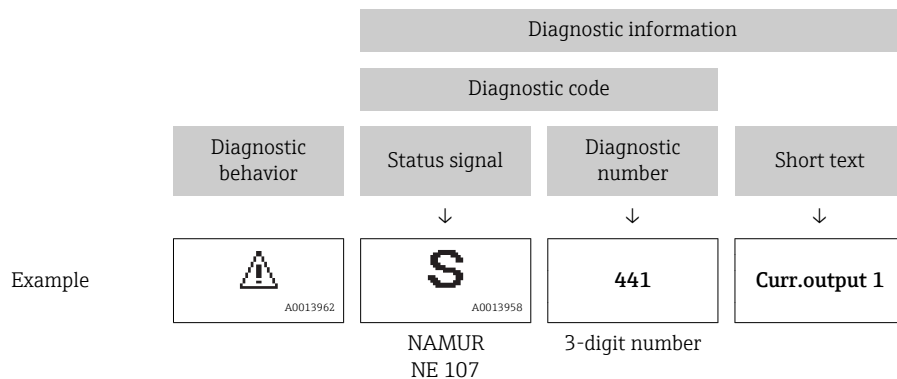 Diagnostic information
Diagnostic code
Diagnostic
behavior
Status signal
Diagnostic
number
Short text
↓ ↓ ↓
Example
A0013962
S
A0013958
441
Curr.output 1
NAMUR
NE 107
3-digit number